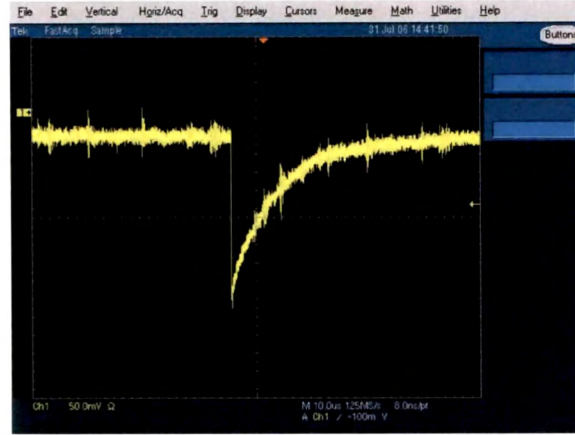 File Edit Vertical Horiz/Acq Trig Display Cursors Measure Math Utilities Help
Tek FastAcq Sample 31 Jul 06 14:41:50 Buttons
1
Ch1 50.0mV Ω M 10.0us 125MS/s 8.0ns/pt
A Ch1 ∕ -100m V